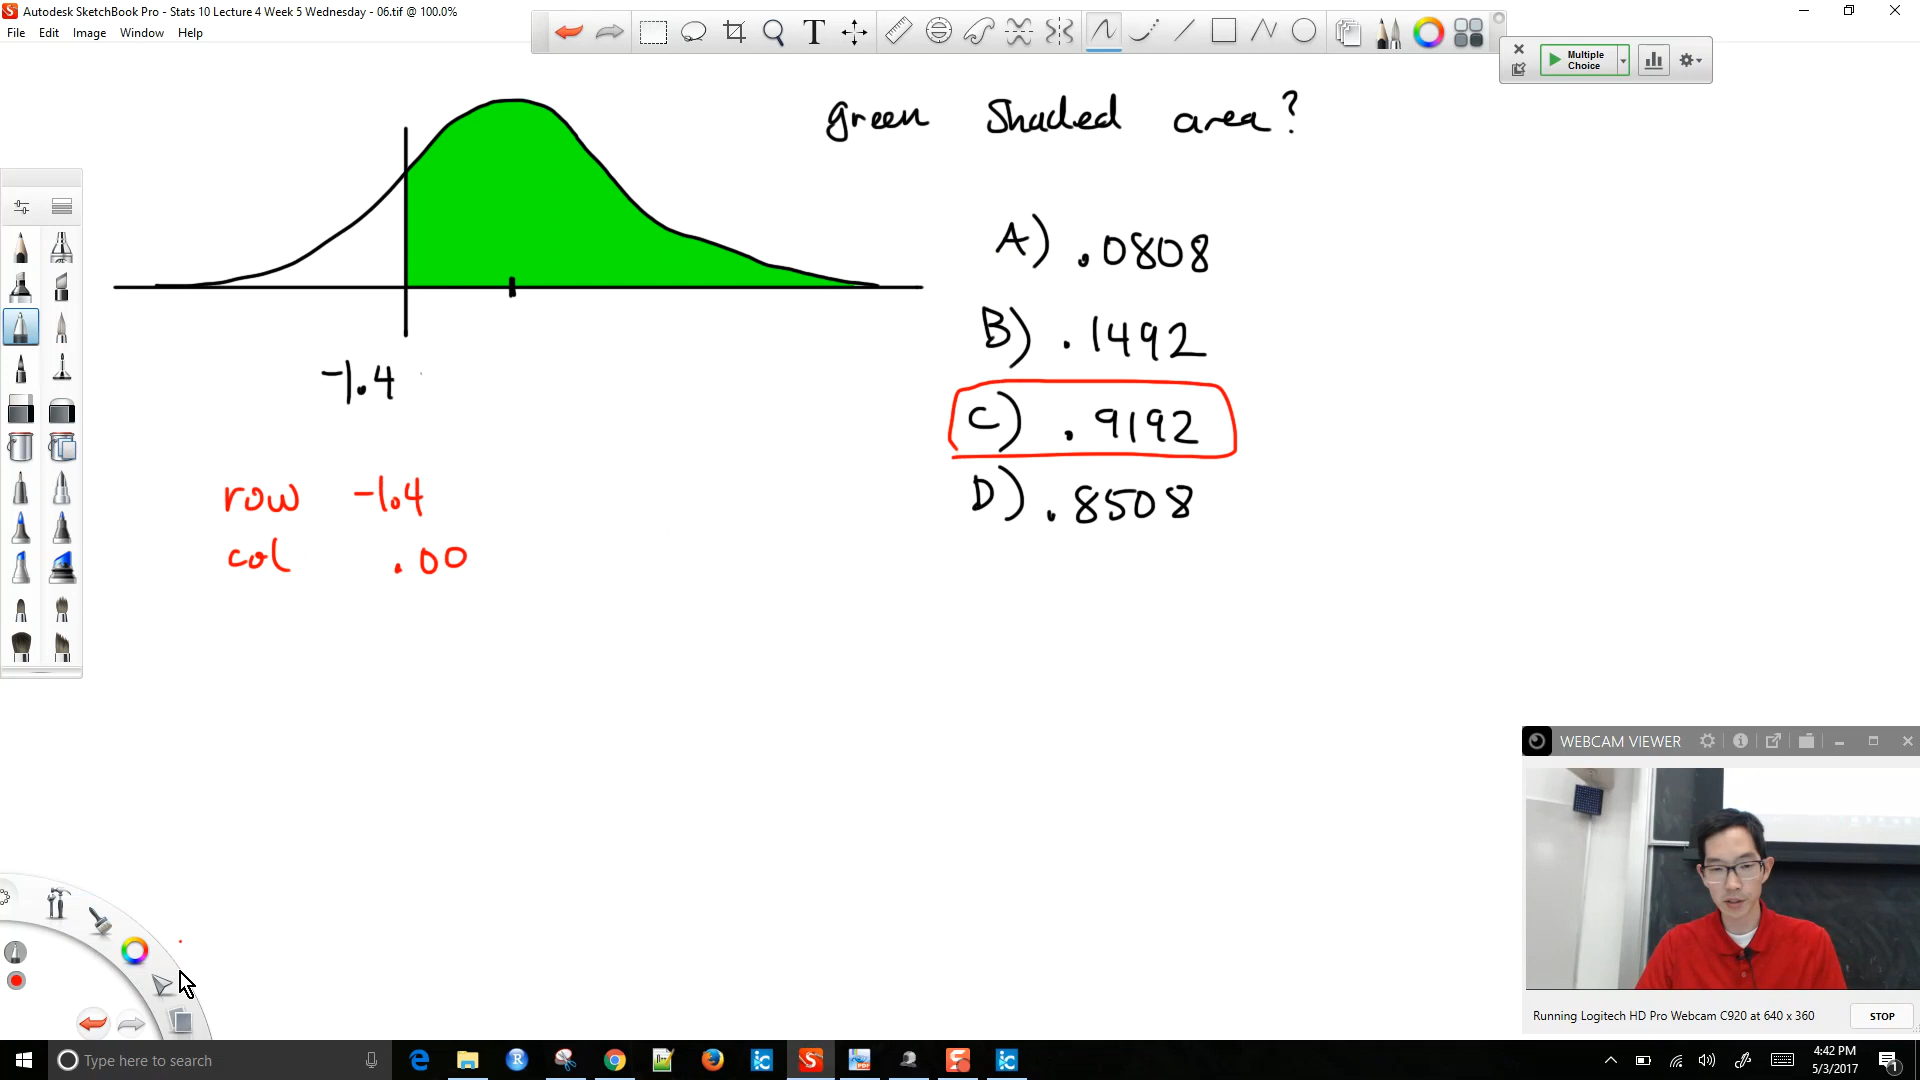 Autodesk SketchBook Pro - Stats 10 Lecture 4 Week 5 Wednesday - 06.tif @ 100.0%
File Edit Image Window Help
Multiple
Choice
green shaded area?
A) .0808
B) .1492
C) .9192
D) .8508
-1.4
row -1.4
col .00
WEBCAM VIEWER
Running Logitech HD Pro Webcam C920 at 640 x 360
STOP
Type here to search
4:42 PM
5/3/2017